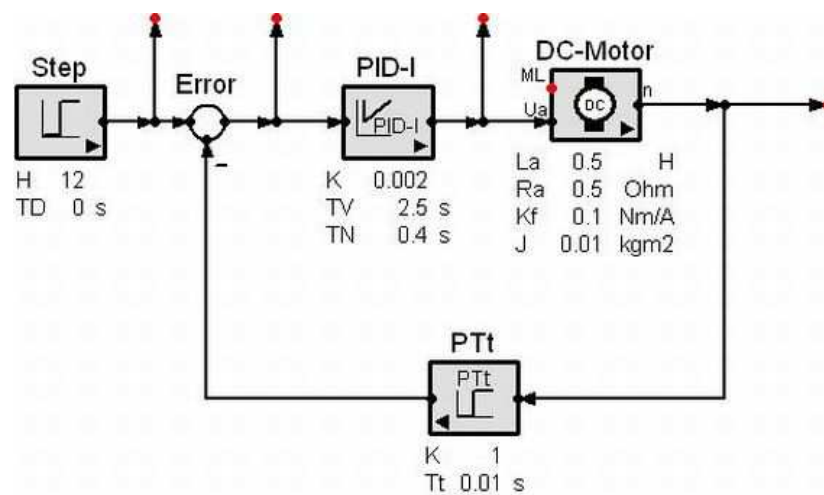 Step
Error
PID-I
DC-Motor
ML
PID-I
Ua
DC
n
H 12
TD 0 s
K 0.002
TV 2.5 s
TN 0.4 s
La 0.5 H
Ra 0.5 Ohm
Kf 0.1 Nm/A
J 0.01 kgm2
PTt
PTt
K 1
Tt 0.01 s